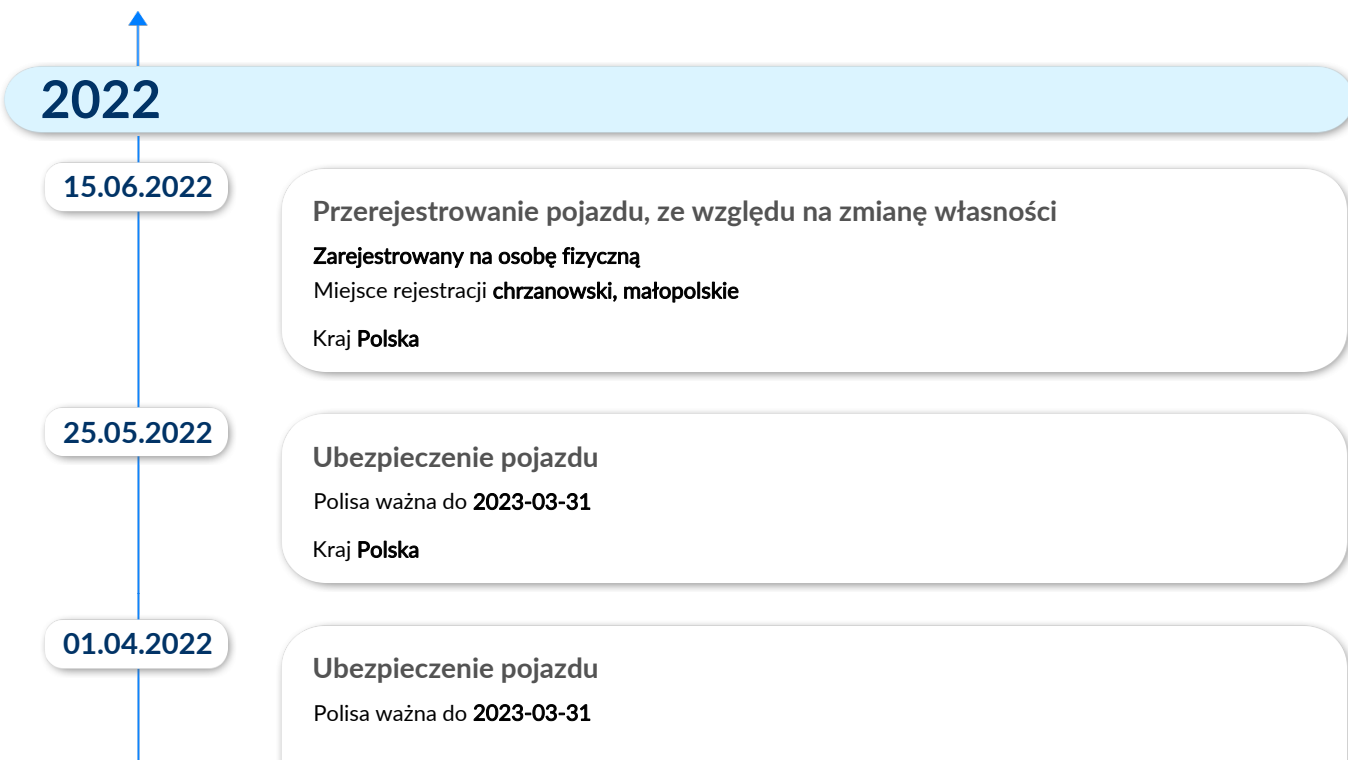 2022
15.06.2022
Przerejestrowanie pojazdu, ze względu na zmianę własności
Zarejestrowany na osobę fizyczną
Miejsce rejestracji chrzanowski, małopolskie
Kraj Polska
25.05.2022
Ubezpieczenie pojazdu
Polisa ważna do 2023-03-31
Kraj Polska
01.04.2022
Ubezpieczenie pojazdu
Polisa ważna do 2023-03-31